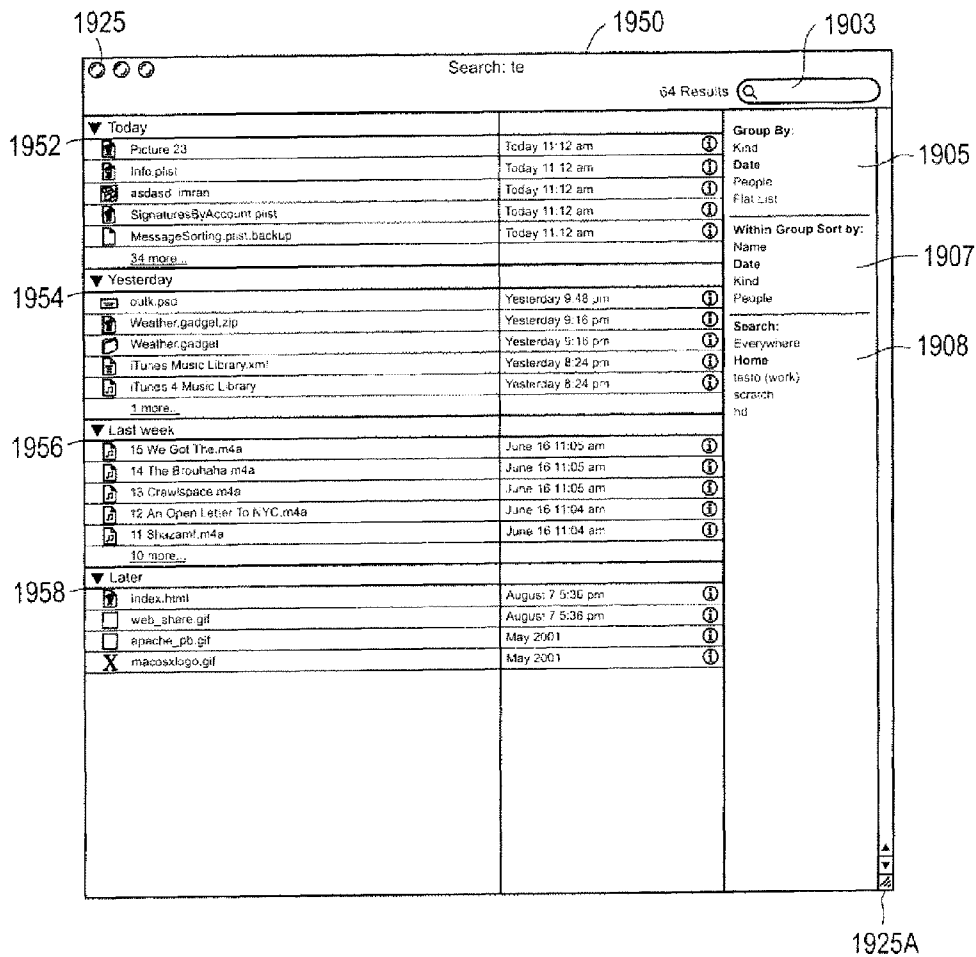 1925
1950
1903
Search: te
64 Results
1952
Today
Picture 23 Today 11:12 am
Info.plist Today 11:12 am
asdasd imran Today 11:12 am
SignaturesByAccount.plist Today 11:12 am
MessageSorting.plist.backup Today 11:12 am
34 more...
1954
Yesterday
outk.psd Yesterday 9:48 pm
Weather.gadget.zip Yesterday 9:16 pm
Weather.gadget Yesterday 9:16 pm
iTunes Music Library.xml Yesterday 8:24 pm
iTunes 4 Music Library Yesterday 8:24 pm
1 more...
1956
Last week
15 We Got The.m4a June 16 11:05 am
14 The Brouhaha.m4a June 16 11:05 am
13 Crawlspace.m4a June 16 11:05 am
12 An Open Letter To NYC.m4a June 16 11:04 am
11 Shazam!.m4a June 16 11:04 am
10 more...
1958
Later
index.html August 7 5:36 pm
web_share.gif August 7 5:36 pm
apache_pb.gif May 2001
X macosxlogo.gif May 2001
Group By:
Kind
Date
People
Flat List
1905
Within Group Sort by:
Name
Date
Kind
People
1907
Search:
Everywhere
Home
testo (work)
scratch
hd
1908
1925A